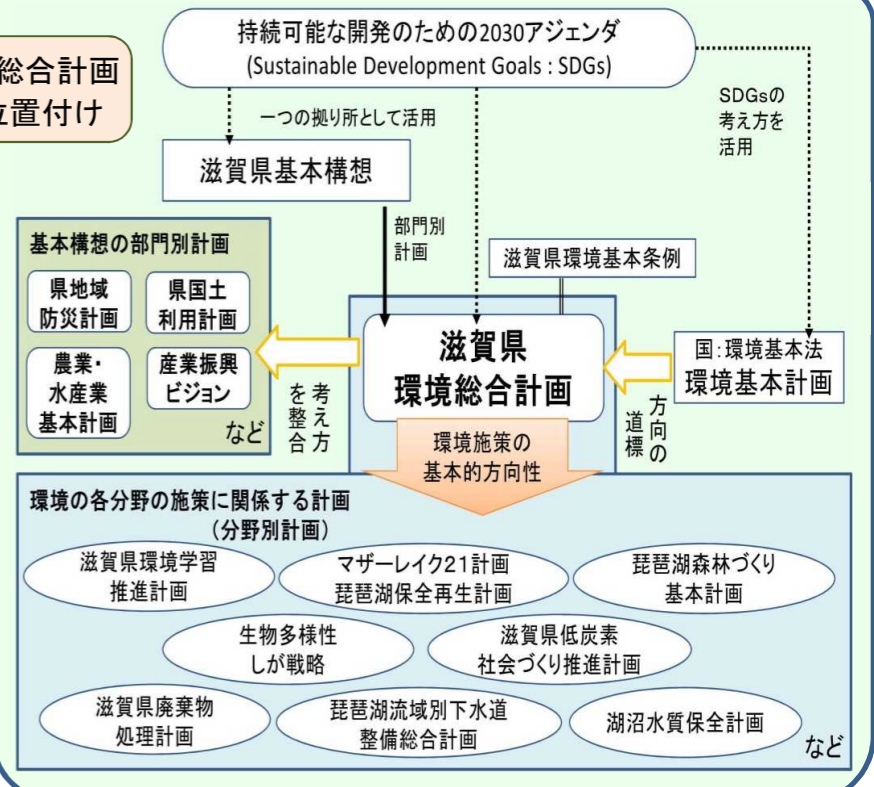 持続可能な開発のための2030アジェンダ
(Sustainable Development Goals : SDGs)
総合計画
位置付け
一つの拠り所として活用
SDGsの
考え方を
活用
滋賀県基本構想
部門別
計画
滋賀県環境基本条例
基本構想の部門別計画
県地域
防災計画
県国土
利用計画
農業・
水産業
基本計画
産業振興
ビジョン
など
考え方
を整合
滋賀県
環境総合計画
方向の
道標
国:環境基本法
環境基本計画
環境施策の
基本的方向性
環境の各分野の施策に関係する計画
(分野別計画)
滋賀県環境学習
推進計画
マザーレイク21計画
琵琶湖保全再生計画
琵琶湖森林づくり
基本計画
生物多様性
しが戦略
滋賀県低炭素
社会づくり推進計画
滋賀県廃棄物
処理計画
琵琶湖流域別下水道
整備総合計画
湖沼水質保全計画
など